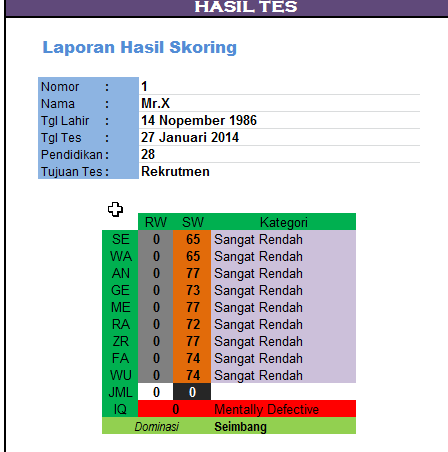 HASIL TES
Laporan Hasil Skoring
Nomor : 1
Nama : Mr.X
Tgl Lahir : 14 Nopember 1986
Tgl Tes : 27 Januari 2014
Pendidikan : 28
Tujuan Tes : Rekrutmen
RW SW Kategori
SE 0 65 Sangat Rendah
WA 0 65 Sangat Rendah
AN 0 77 Sangat Rendah
GE 0 73 Sangat Rendah
ME 0 77 Sangat Rendah
RA 0 72 Sangat Rendah
ZR 0 77 Sangat Rendah
FA 0 74 Sangat Rendah
WU 0 74 Sangat Rendah
JML 0 0
IQ 0 Mentally Defective
Dominasi Seimbang